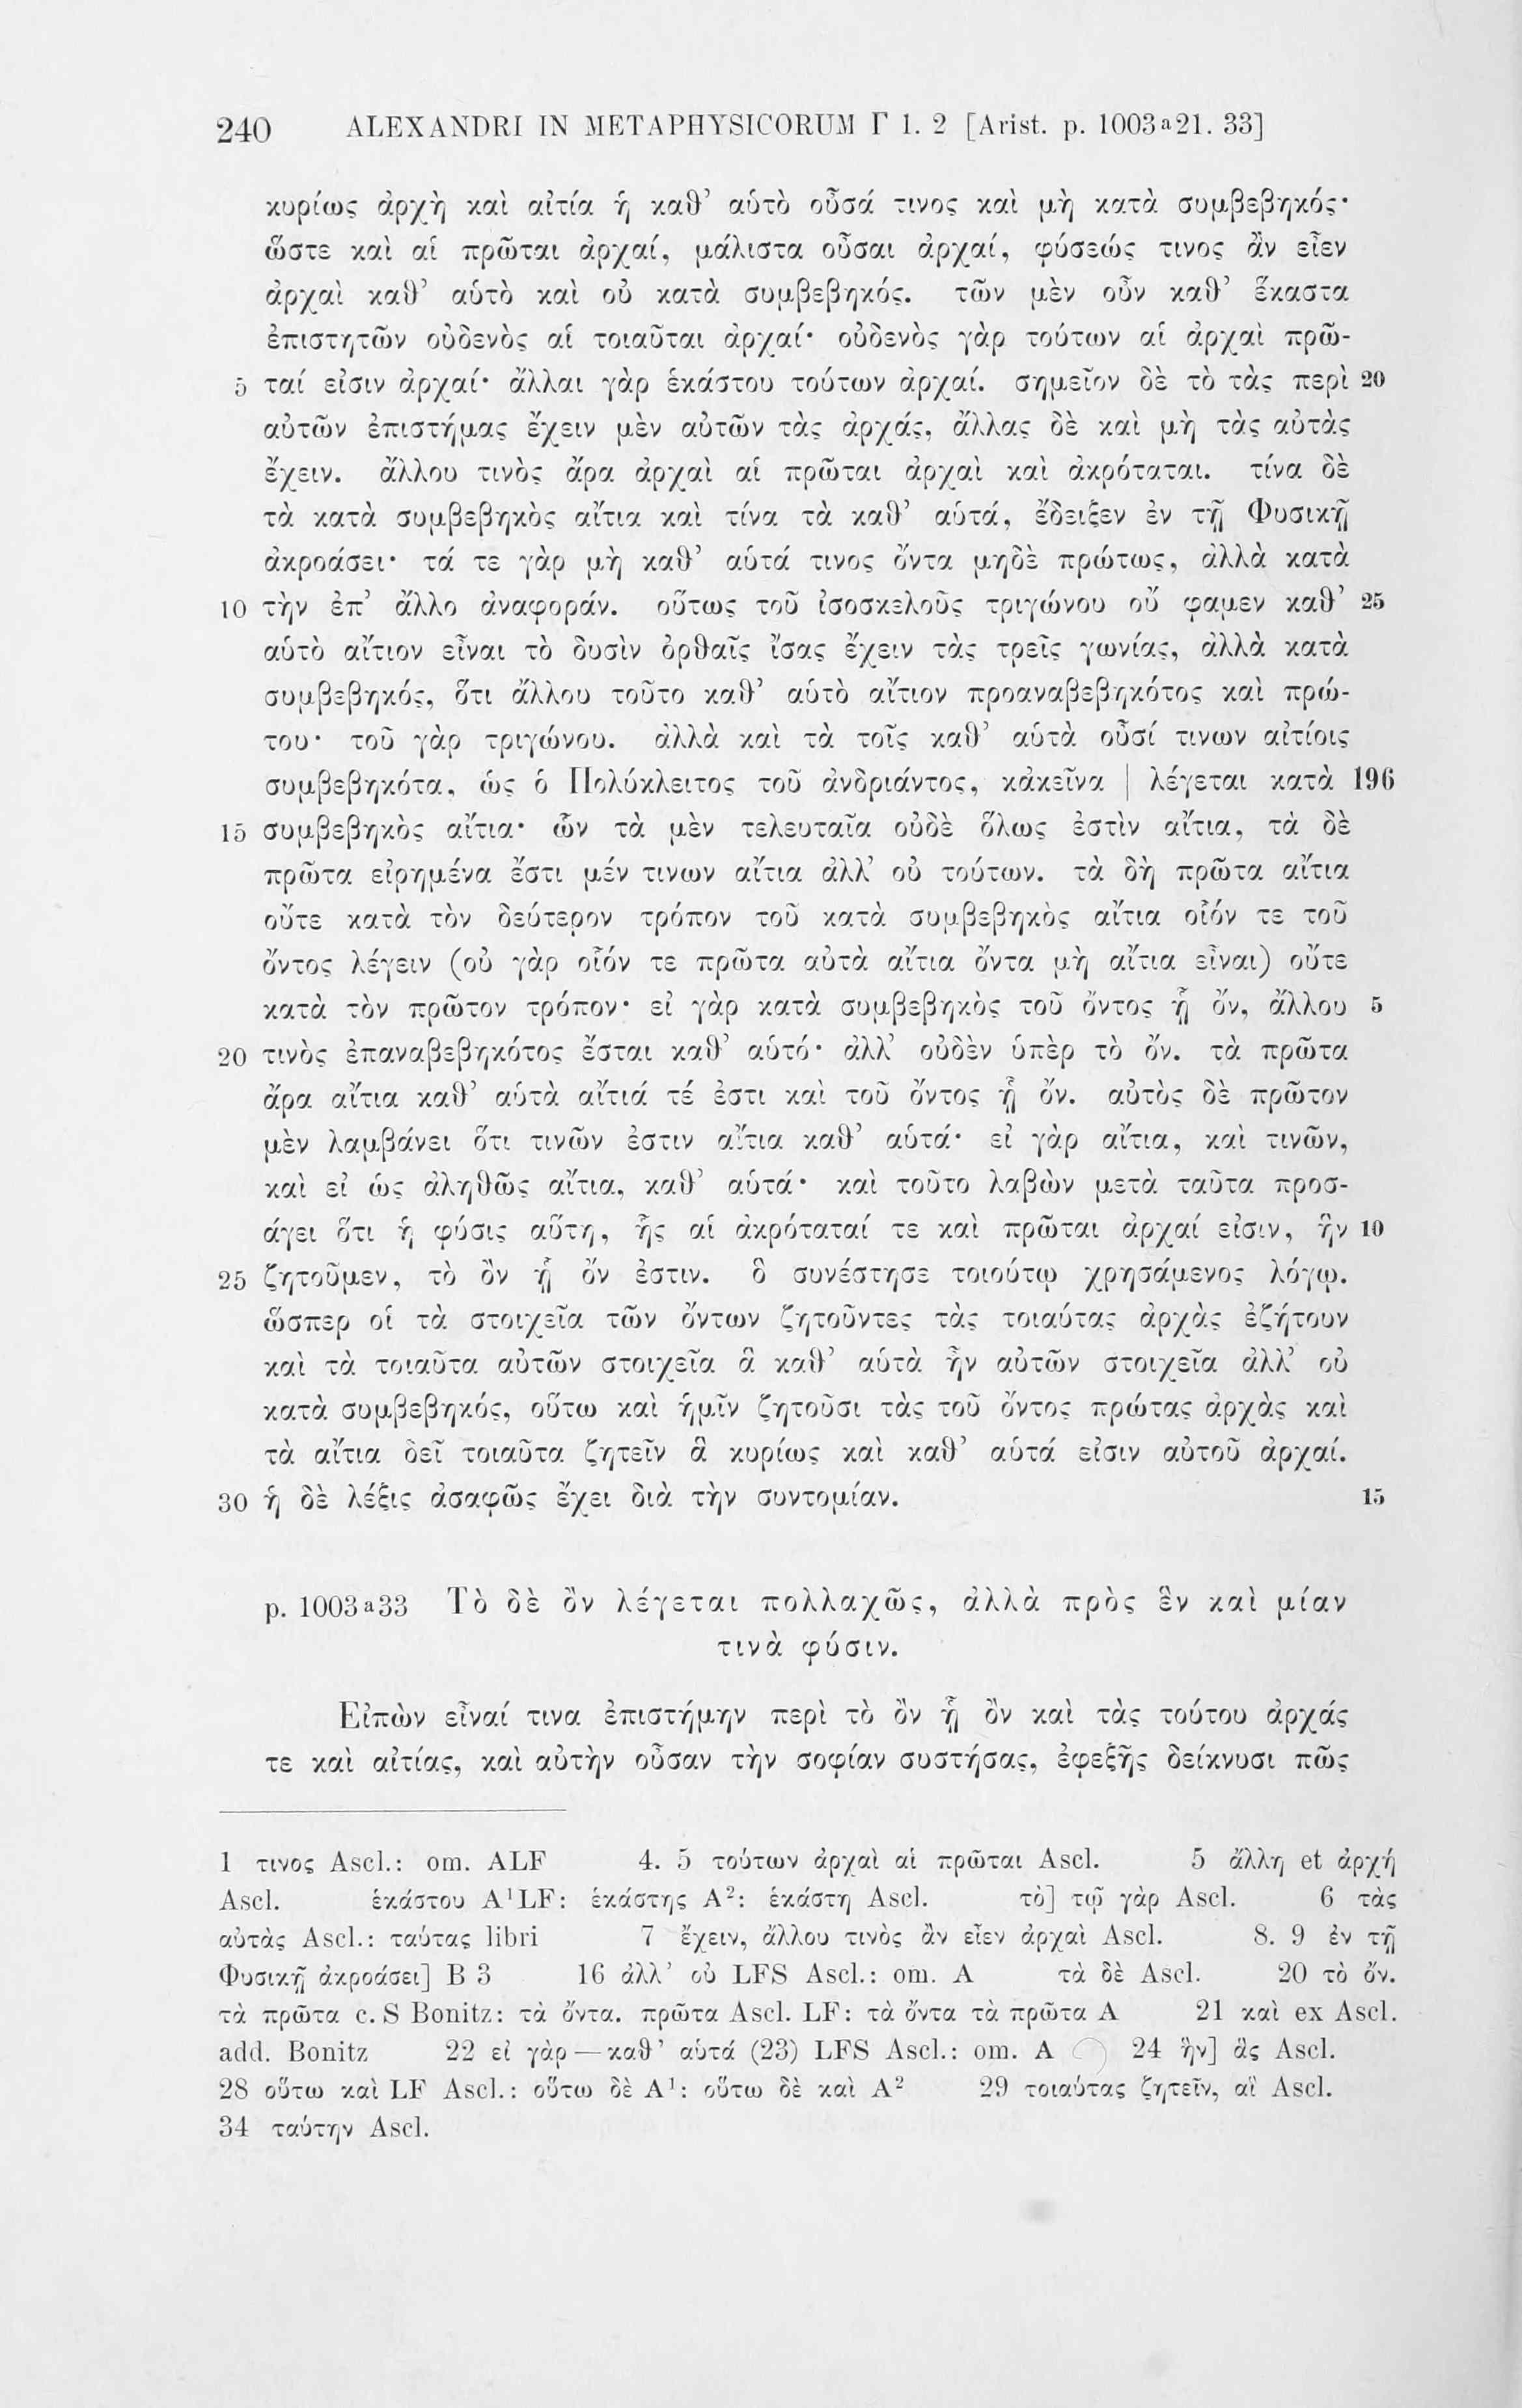 240 ALEXANDRI IN METAPHYSICORUM Γ 1. 2 [Arist. p. 1003ᵃ21. 33]
κυρίως ἀρχὴ καὶ αἰτία ἡ καθ’ αὑτὸ οὖσά τινος καὶ μὴ κατὰ συμβεβηκός·
ὥστε καὶ αἱ πρῶται ἀρχαί, μάλιστα οὖσαι ἀρχαί, φύσεώς τινος ἂν εἶεν
ἀρχαὶ καθ’ αὑτὸ καὶ οὐ κατὰ συμβεβηκός. τῶν μὲν οὖν καθ’ ἕκαστα
ἐπιστητῶν οὐδενὸς αἱ τοιαῦται ἀρχαί· οὐδενὸς γὰρ τούτων αἱ ἀρχαὶ πρῶ-
5 ταί εἰσιν ἀρχαί· ἄλλαι γὰρ ἑκάστου τούτων ἀρχαί. σημεῖον δὲ τὸ τὰς περὶ 20
αὐτῶν ἐπιστήμας ἔχειν μὲν αὐτῶν τὰς ἀρχάς, ἄλλας δὲ καὶ μὴ τὰς αὐτὰς
ἔχειν. ἄλλου τινὸς ἄρα ἀρχαὶ αἱ πρῶται ἀρχαὶ καὶ ἀκρόταται. τίνα δὲ
τὰ κατὰ συμβεβηκὸς αἴτια καὶ τίνα τὰ καθ’ αὑτά, ἔδειξεν ἐν τῇ Φυσικῇ
ἀκροάσει· τά τε γὰρ μὴ καθ’ αὑτά τινος ὄντα μηδὲ πρώτως, ἀλλὰ κατὰ
10 τὴν ἐπ’ ἄλλο ἀναφοράν. οὕτως τοῦ ἰσοσκελοῦς τριγώνου οὔ φαμεν καθ’ 25
αὑτὸ αἴτιον εἶναι τὸ δυσὶν ὀρθαῖς ἴσας ἔχειν τὰς τρεῖς γωνίας, ἀλλὰ κατὰ
συμβεβηκός, ὅτι ἄλλου τοῦτο καθ’ αὑτὸ αἴτιον προαναβεβηκότος καὶ πρώ-
του· τοῦ γὰρ τριγώνου. ἀλλὰ καὶ τὰ τοῖς καθ’ αὑτὰ οὖσί τινων αἰτίοις
συμβεβηκότα, ὡς ὁ Πολύκλειτος τοῦ ἀνδριάντος, κἀκεῖνα | λέγεται κατὰ 196
15 συμβεβηκὸς αἴτια· ὧν τὰ μὲν τελευταῖα οὐδὲ ὅλως ἐστὶν αἴτια, τὰ δὲ
πρῶτα εἰρημένα ἔστι μέν τινων αἴτια ἀλλ’ οὐ τούτων. τὰ δὴ πρῶτα αἴτια
οὔτε κατὰ τὸν δεύτερον τρόπον τοῦ κατὰ συμβεβηκὸς αἴτια οἷόν τε τοῦ
ὄντος λέγειν (οὐ γὰρ οἷόν τε πρῶτα αὐτὰ αἴτια ὄντα μὴ αἴτια εἶναι) οὔτε
κατὰ τὸν πρῶτον τρόπον· εἰ γὰρ κατὰ συμβεβηκὸς τοῦ ὄντος ᾗ ὄν, ἄλλου 5
20 τινὸς ἐπαναβεβηκότος ἔσται καθ’ αὑτό· ἀλλ’ οὐδὲν ὑπὲρ τὸ ὄν. τὰ πρῶτα
ἄρα αἴτια καθ’ αὑτὰ αἴτιά τέ ἐστι καὶ τοῦ ὄντος ᾗ ὄν. αὐτὸς δὲ πρῶτον
μὲν λαμβάνει ὅτι τινῶν ἐστιν αἴτια καθ’ αὑτά· εἰ γὰρ αἴτια, καὶ τινῶν,
καὶ εἰ ὡς ἀληθῶς αἴτια, καθ’ αὑτά· καὶ τοῦτο λαβὼν μετὰ ταῦτα προσ-
άγει ὅτι ἡ φύσις αὕτη, ἧς αἱ ἀκρόταταί τε καὶ πρῶται ἀρχαί εἰσιν, ἣν 10
25 ζητοῦμεν, τὸ ὂν ᾗ ὄν ἐστιν. ὃ συνέστησε τοιούτῳ χρησάμενος λόγῳ.
ὥσπερ οἱ τὰ στοιχεῖα τῶν ὄντων ζητοῦντες τὰς τοιαύτας ἀρχὰς ἐζήτουν
καὶ τὰ τοιαῦτα αὐτῶν στοιχεῖα ἃ καθ’ αὑτὰ ἦν αὐτῶν στοιχεῖα ἀλλ’ οὐ
κατὰ συμβεβηκός, οὕτω καὶ ἡμῖν ζητοῦσι τὰς τοῦ ὄντος πρώτας ἀρχὰς καὶ
τὰ αἴτια δεῖ τοιαῦτα ζητεῖν ἃ κυρίως καὶ καθ’ αὑτά εἰσιν αὐτοῦ ἀρχαί.
30 ἡ δὲ λέξις ἀσαφῶς ἔχει διὰ τὴν συντομίαν. 15
p. 1003ᵃ33 Τὸ δὲ ὂν λέγεται πολλαχῶς, ἀλλὰ πρὸς ἓν καὶ μίαν
τινὰ φύσιν.
Εἰπὼν εἶναί τινα ἐπιστήμην περὶ τὸ ὂν ᾗ ὂν καὶ τὰς τούτου ἀρχάς
τε καὶ αἰτίας, καὶ αὐτὴν οὖσαν τὴν σοφίαν συστήσας, ἐφεξῆς δείκνυσι πῶς
1 τινος Ascl.: om. ALF 4. 5 τούτων ἀρχαὶ αἱ πρῶται Ascl. 5 ἄλλη et ἀρχή
Ascl. ἑκάστου A¹LF: ἑκάστης A²: ἑκάστη Ascl. τὸ] τῷ γὰρ Ascl. 6 τὰς
αὐτὰς Ascl.: ταύτας libri 7 ἔχειν, ἄλλου τινὸς ἂν εἶεν ἀρχαὶ Ascl. 8. 9 ἐν τῇ
Φυσικῇ ἀκροάσει] B 3 16 ἀλλ’ οὐ LFS Ascl.: om. A τὰ δὲ Ascl. 20 τὸ ὄν.
τὰ πρῶτα c. S Bonitz: τὰ ὄντα. πρῶτα Ascl. LF: τὰ ὄντα τὰ πρῶτα A 21 καὶ ex Ascl.
add. Bonitz 22 εἰ γὰρ — καθ’ αὑτά (23) LFS Ascl.: om. A 24 ἣν] ἃς Ascl.
28 οὕτω καὶ LF Ascl.: οὕτω δὲ A¹: οὕτω δὲ καὶ A² 29 τοιαύτας ζητεῖν, αἳ Ascl.
34 ταύτην Ascl.